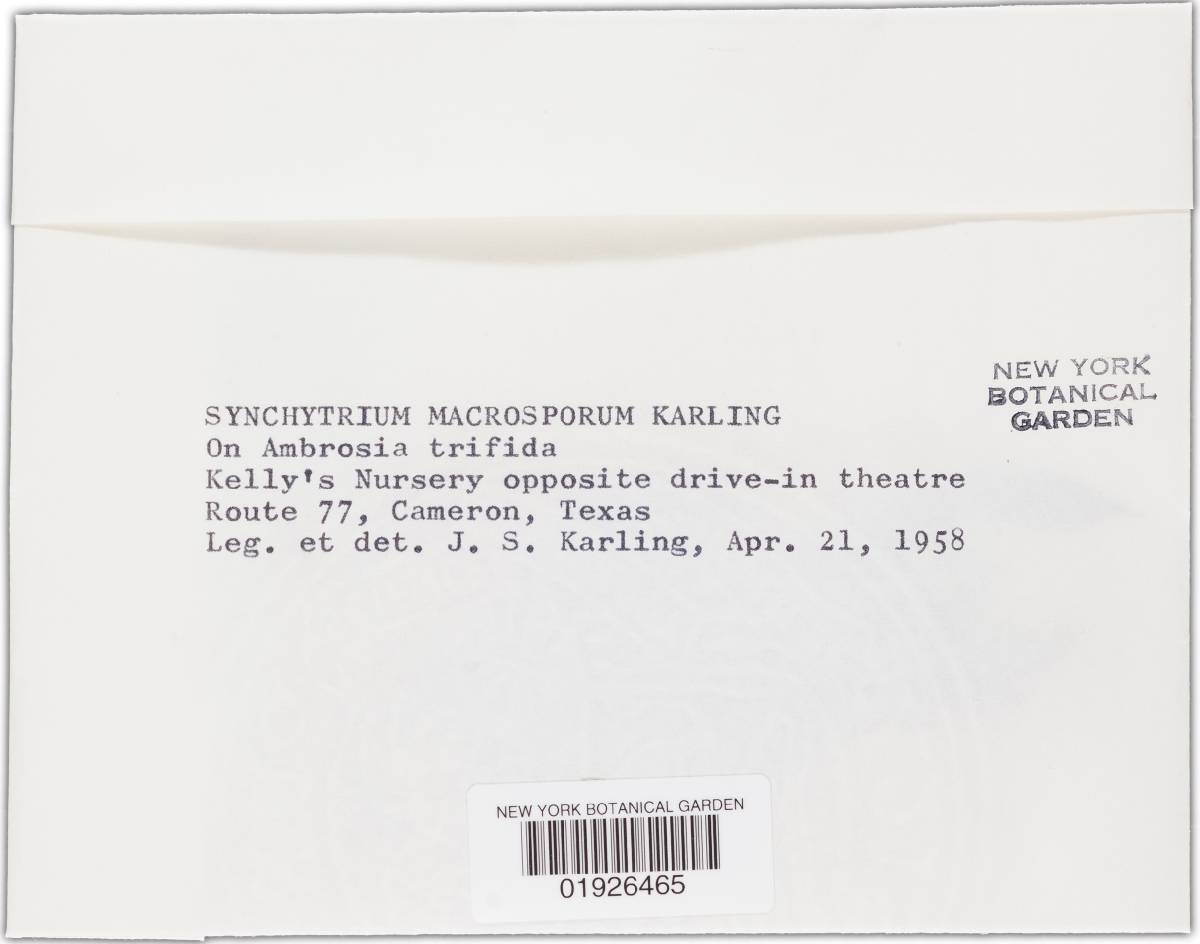 NEW YORK
BOTANICAL
GARDEN
SYNCHYTRIUM MACROSPORUM KARLING
On Ambrosia trifida
Kelly's Nursery opposite drive-in theatre
Route 77, Cameron, Texas
Leg. et det. J. S. Karling, Apr. 21, 1958
NEW YORK BOTANICAL GARDEN
01926465